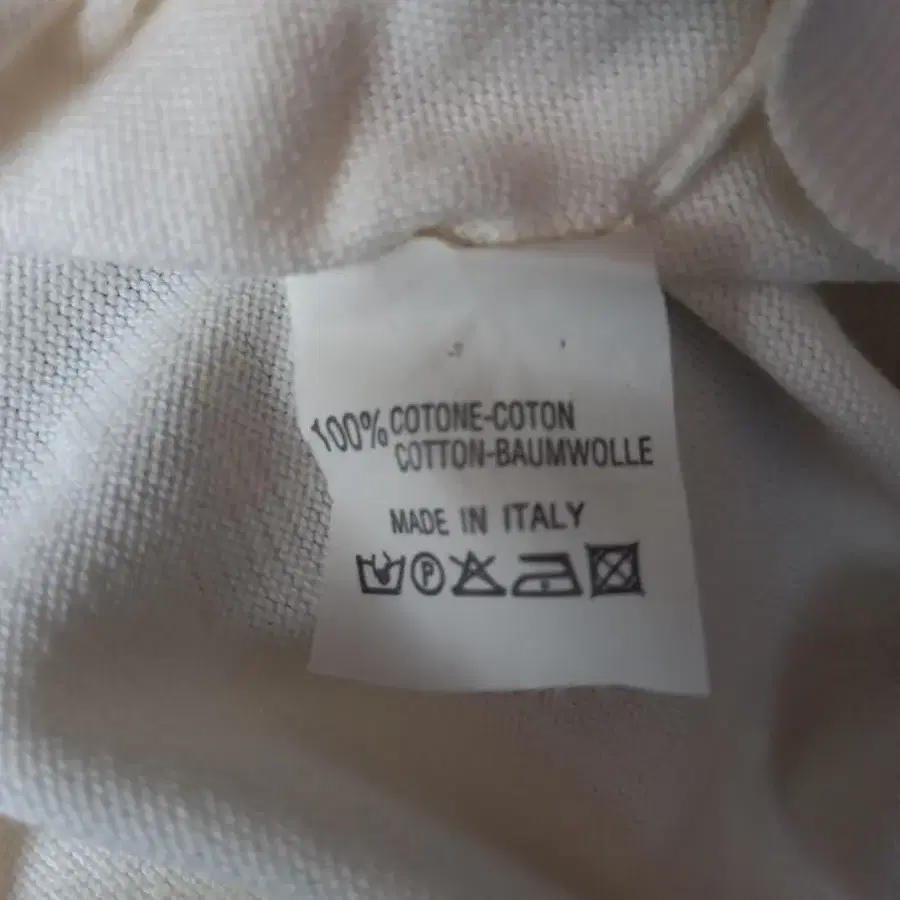 100% COTONE-COTON
COTTON-BAUMWOLLE
MADE IN ITALY
P